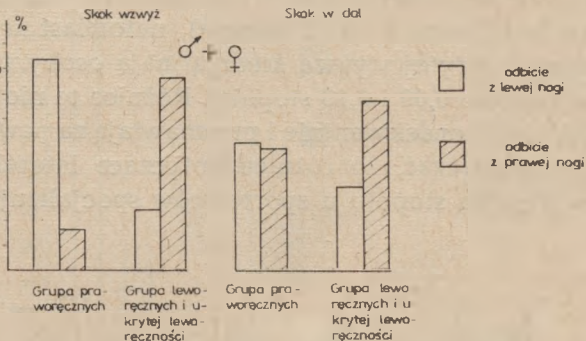 Skok wzwyż
Skok w dal
%
♂ + ♀
odbicie
z lewej nogi
odbicie
z prawej nogi
Grupa pra-
woręcznych
Grupa lewo-
ręcznych i u-
krytej lewo-
ręczności
Grupa pra-
woręcznych
Grupa lewo
ręcznych i u
krytej lewo-
ręczności